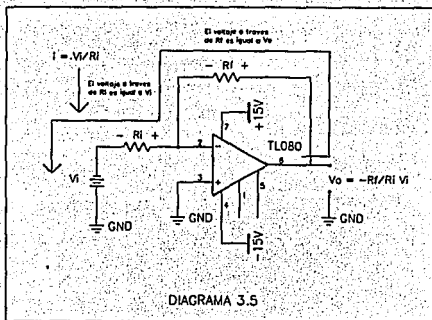 El voltaje a traves
de Rf es igual a Vo
i = Vi/Ri
El voltaje a traves
de Ri es igual a Vi
- Rf +
+15V
- Ri +
7
TL080
2
-
6
Vi
3
+
5
1
4
Vo = -Rf/Ri Vi
GND
GND
-15V
GND
DIAGRAMA 3.5